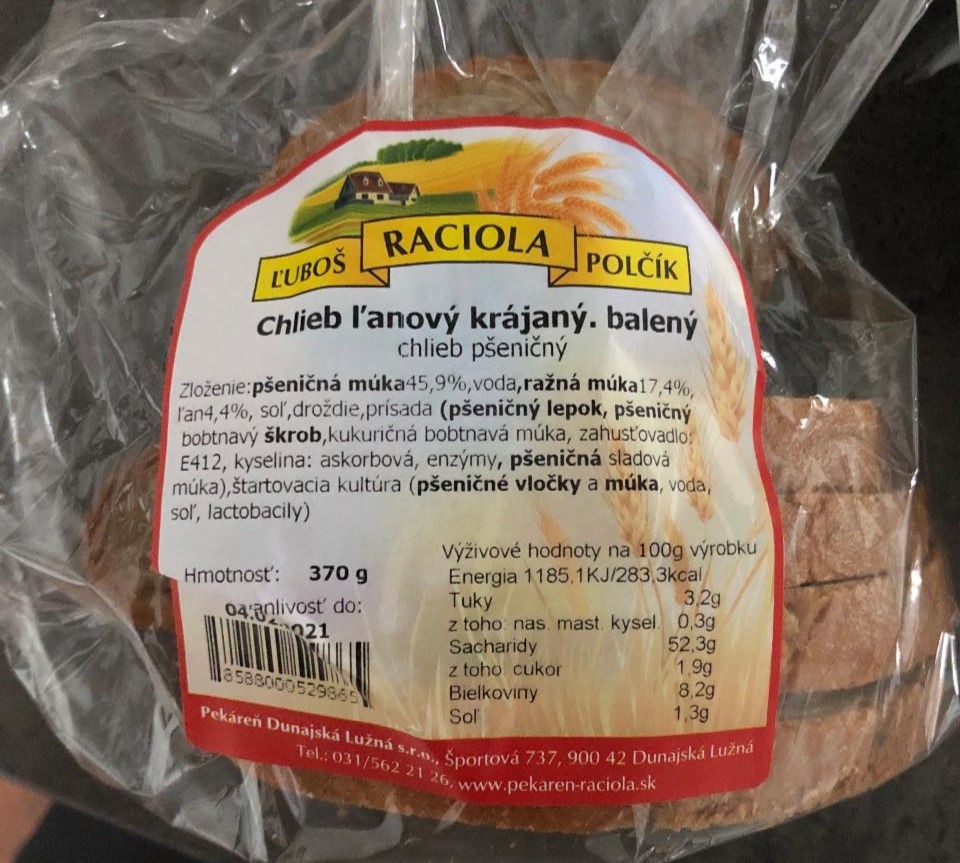 ĽUBOŠ RACIOLA POLČÍK
Chlieb ľanový krájaný. balený
chlieb pšeničný
Zloženie:pšeničná múka45,9%,voda,ražná múka17,4%,
ľan4,4%, soľ,droždie,prísada (pšeničný lepok, pšeničný
bobtnavý škrob,kukuričná bobtnavá múka, zahusťovadlo:
E412, kyselina: askorbová, enzýmy, pšeničná sladová
múka),štartovacia kultúra (pšeničné vločky a múka, voda,
soľ, lactobacily)
Hmotnosť: 370 g
do:
8588000529865
Výživové hodnoty na 100g výrobku
Energia 1185,1KJ/283,3kcal
Tuky 3,2g
z toho: nas. mast. kysel. 0,3g
Sacharidy 52,3g
z toho cukor 1,9g
Bielkoviny 8,2g
Soľ 1,3g
Pekáreň Dunajská Lužná s.r.o., Športová 737, 900 42 Dunajská Lužná
Tel.: 031/562 21 26, www.pekaren-raciola.sk